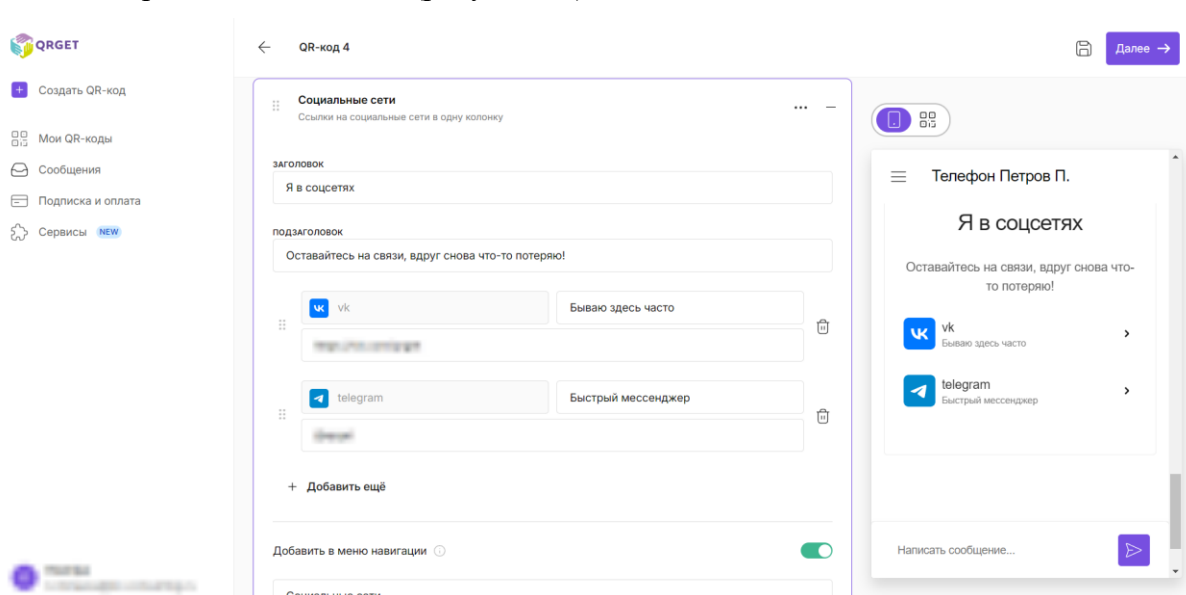 QRGET
QR-код 4
Далее →
Создать QR-код
Мои QR-коды
Сообщения
Подписка и оплата
Сервисы NEW
Социальные сети
Ссылки на социальные сети в одну колонку
ЗАГОЛОВОК
Я в соцсетях
ПОДЗАГОЛОВОК
Оставайтесь на связи, вдруг снова что-то потеряю!
vk
Бываю здесь часто
telegram
Быстрый мессенджер
+ Добавить ещё
Добавить в меню навигации
Социальные сети
Телефон Петров П.
Я в соцсетях
Оставайтесь на связи, вдруг снова что-
то потеряю!
vk
Бываю здесь часто
telegram
Быстрый мессенджер
Написать сообщение...